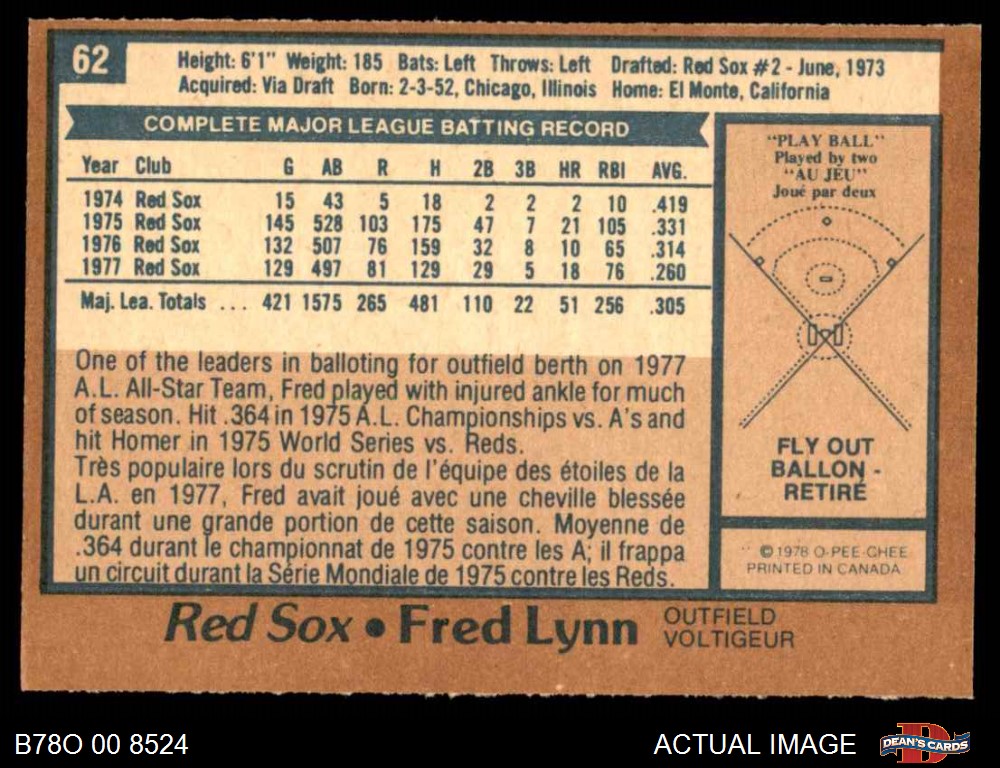 62
Height: 6'1" Weight: 185 Bats: Left Throws: Left Drafted: Red Sox #2 - June, 1973
Acquired: Via Draft Born: 2-3-52, Chicago, Illinois Home: El Monte, California
COMPLETE MAJOR LEAGUE BATTING RECORD
Year Club G AB R H 2B 3B HR RBI AVG.
1974 Red Sox 15 43 5 18 2 2 2 10 .419
1975 Red Sox 145 528 103 175 47 7 21 105 .331
1976 Red Sox 132 507 76 159 32 8 10 65 .314
1977 Red Sox 129 497 81 129 29 5 18 76 .260
Maj. Lea. Totals ... 421 1575 265 481 110 22 51 256 .305
One of the leaders in balloting for outfield berth on 1977
A.L. All-Star Team, Fred played with injured ankle for much
of season. Hit .364 in 1975 A.L. Championships vs. A's and
hit Homer in 1975 World Series vs. Reds.
Très populaire lors du scrutin de l'équipe des étoiles de la
L.A. en 1977, Fred avait joué avec une cheville blessée
durant une grande portion de cette saison. Moyenne de
.364 durant le championnat de 1975 contre les A; il frappa
un circuit durant la Série Mondiale de 1975 contre les Reds.
"PLAY BALL"
Played by two
"AU JEU"
Joué par deux
FLY OUT
BALLON -
RETIRÉ
© 1978 O-PEE-CHEE
PRINTED IN CANADA
Red Sox • Fred Lynn
OUTFIELD
VOLTIGEUR
B78O 00 8524
ACTUAL IMAGE
DEAN'S CARDS